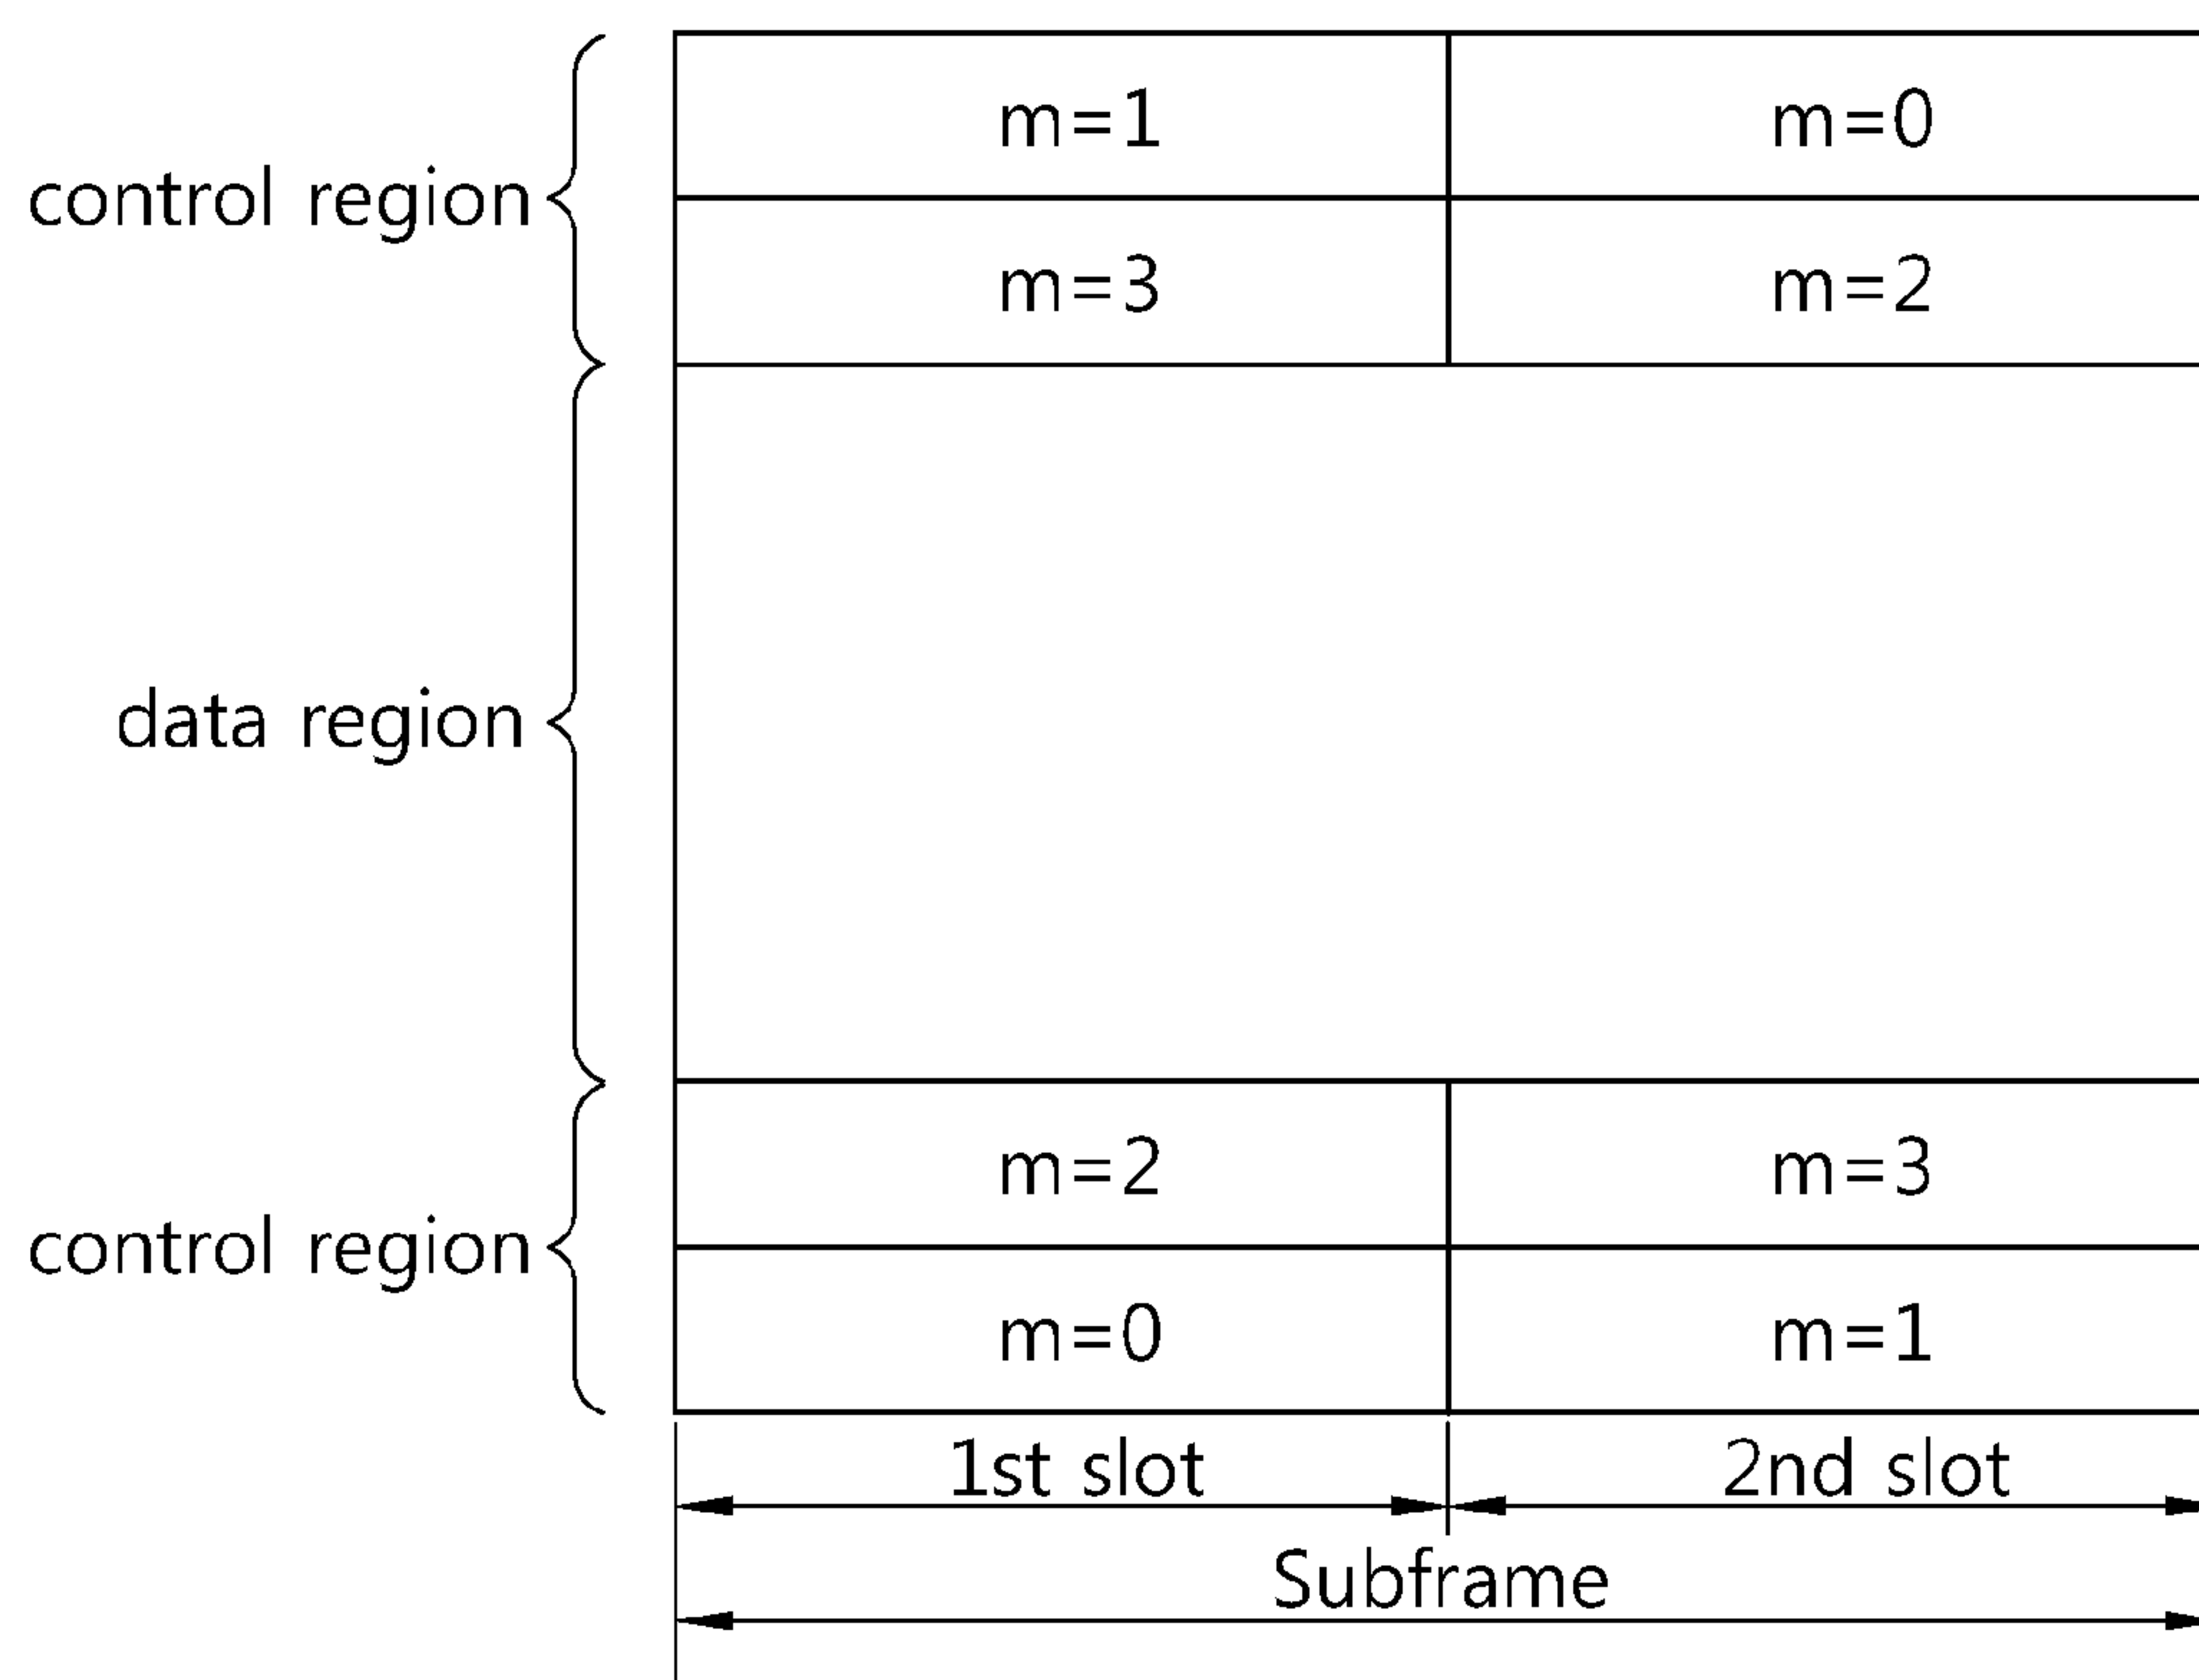 m=1 m=0
control region
m=3 m=2
data region
m=2 m=3
control region
m=0 m=1
1st slot 2nd slot
Subframe